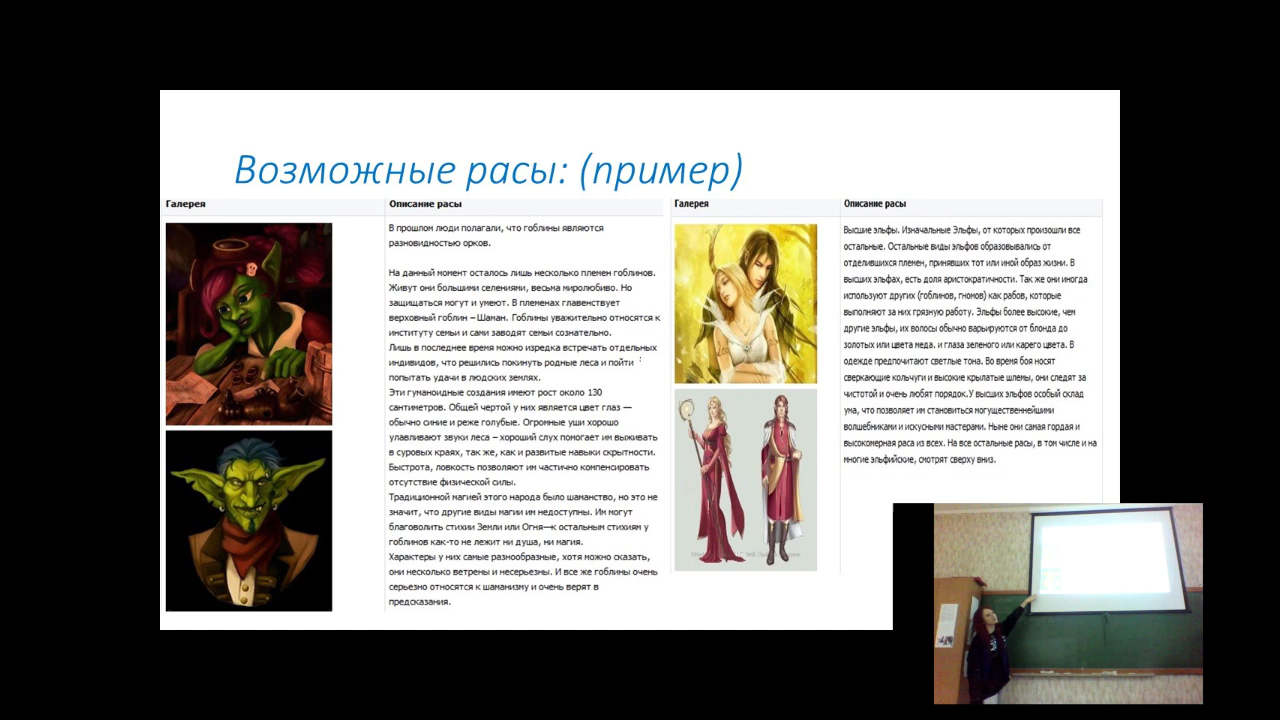 Возможные расы: (пример)
Галерея
Описание расы
В прошлом люди полагали, что гоблины являются
разновидностью орков.
На данный момент осталось лишь несколько племен гоблинов.
Живут они большими селениями, весьма миролюбиво. Но
защищаться могут и умеют. В племенах главенствует
верховный гоблин – Шаман. Гоблины уважительно относятся к
институту семьи и сами заводят семьи сознательно.
Лишь в последнее время можно изредка встречать отдельных
индивидов, что решились покинуть родные леса и пойти
попытать удачи в людских землях.
Эти гуманоидные создания имеют рост около 130
сантиметров. Общей чертой у них является цвет глаз —
обычно синие и реже голубые. Огромные уши хорошо
улавливают звуки леса – хороший слух помогает им выживать
в суровых краях, так же, как и развитые навыки скрытности.
Быстрота, ловкость позволяют им частично компенсировать
отсутствие физической силы.
Традиционной магией этого народа было шаманство, но это не
значит, что другие виды магии им недоступны. Им могут
благоволить стихии Земли или Огня—к остальным стихиям у
гоблинов как-то не лежит ни душа, ни магия.
Характеры у них самые разнообразные, хотя можно сказать,
они несколько ветрены и несерьезны. И все же гоблины очень
серьезно относятся к шаманизму и очень верят в
предсказания.
Галерея
Описание расы
Высшие эльфы. Изначальные Эльфы, от которых произошли все
остальные. Остальные виды эльфов образовывались от
отделившихся племен, принявших тот или иной образ жизни. В
высших эльфах, есть доля аристократичности. Так же они иногда
используют других (гоблинов, гномов) как рабов, которые
выполняют за них грязную работу. Эльфы более высокие, чем
другие эльфы, их волосы обычно варьируются от блонда до
золотых или цвета меда. и глаза зеленого или карего цвета. В
одежде предпочитают светлые тона. Во время боя носят
сверкающие кольчуги и высокие крылатые шлемы, они следят за
чистотой и очень любят порядок.У высших эльфов особый склад
ума, что позволяет им становиться могущественнейшими
волшебниками и искусными мастерами. Ныне они самая гордая и
высокомерная раса из всех. На все остальные расы, в том числе и на
многие эльфийские, смотрят сверху вниз.